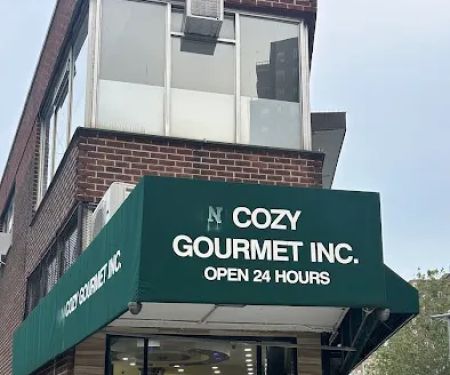 N COZY
GOURMET INC.
OPEN 24 HOURS
N COZY GOURMET INC.